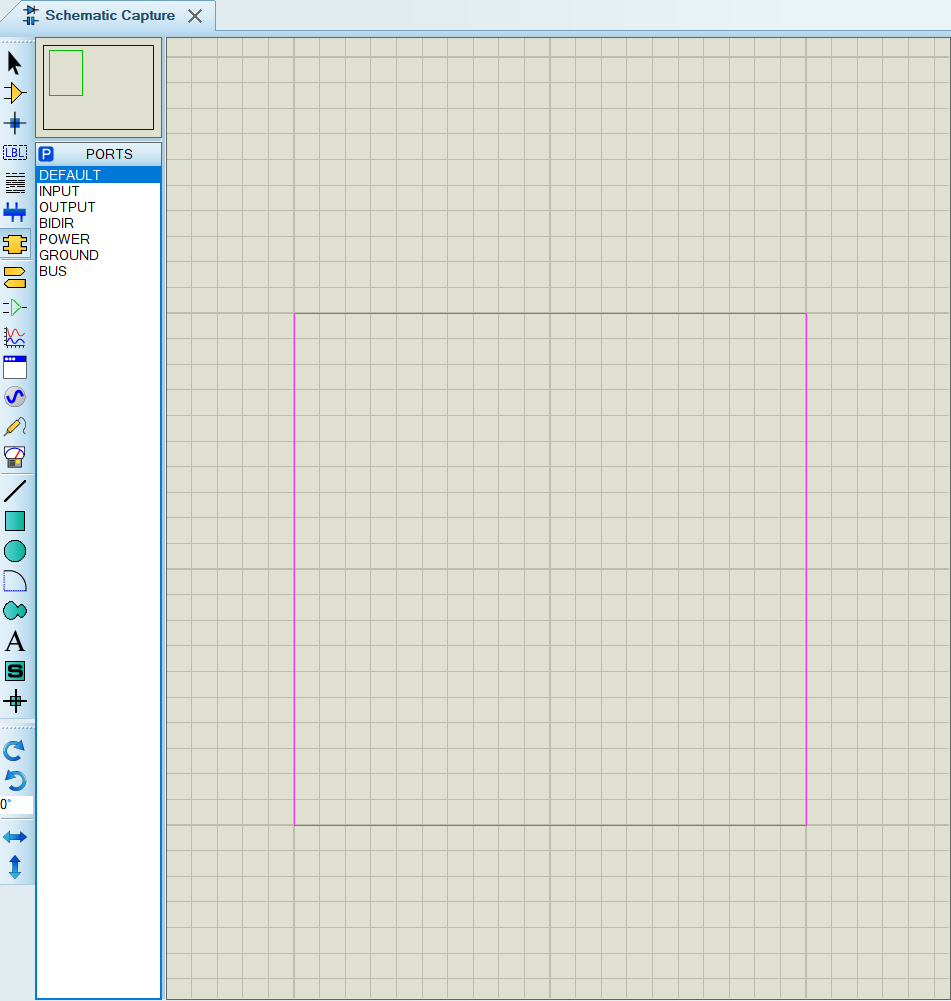 Schematic Capture
LBL
P PORTS
DEFAULT
INPUT
OUTPUT
BIDIR
POWER
GROUND
BUS
A
S
0°